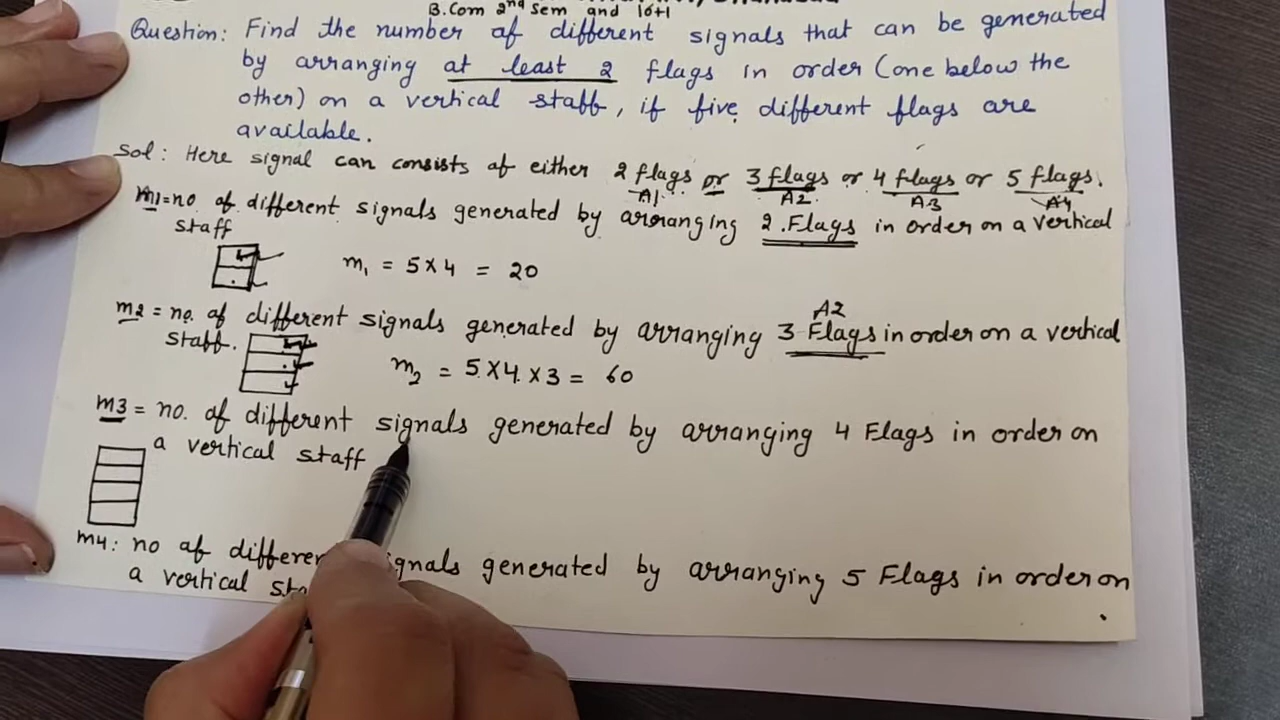 B.Com 2nd Sem and 10+1
Question: Find the number of different signals that can be generated
by arranging at least 2 flags in order (one below the
other) on a vertical staff, if five different flags are
available.
Sol: Here signal can consists of either 2 flags or 3 flags or 4 flags or 5 flags.
A1 A2 A3 A4
m1=no of different signals generated by arranging 2 Flags in order on a vertical
staff
m1 = 5×4 = 20
A2
m2 = no. of different signals generated by arranging 3 Flags in order on a vertical
staff.
m2 = 5×4×3 = 60
m3 = no. of different signals generated by arranging 4 Flags in order on
a vertical staff
m4: no of different signals generated by arranging 5 Flags in order on
a vertical